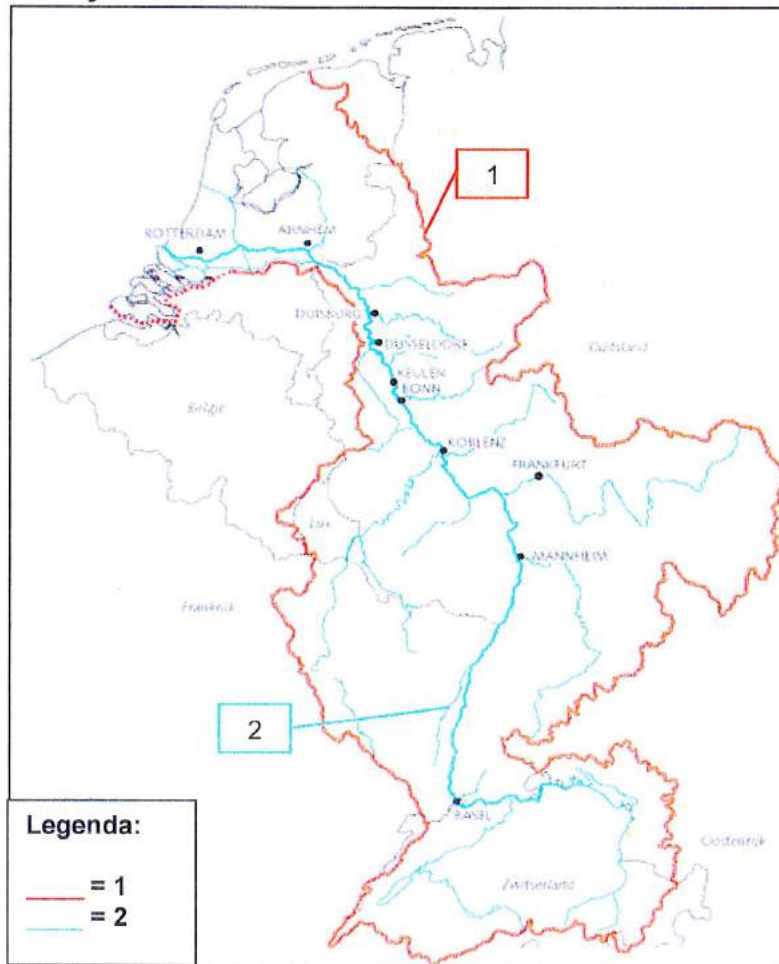 1
ROTTERDAM
ARNHEM
DUISBURG
DUSSELDORF
Duitsland
KEULEN
BONN
België
KOBLENZ
FRANKFURT
Lux
MANNHEIM
Frankrijk
2
BASEL
Oostenrijk
Zwitserland
Legenda:
= 1
= 2